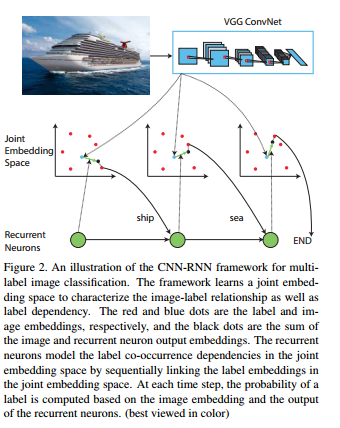 VGG ConvNet
Joint
Embedding
Space
ship
sea
Recurrent
Neurons
END
Figure 2. An illustration of the CNN-RNN framework for multi-
label image classification. The framework learns a joint embed-
ding space to characterize the image-label relationship as well as
label dependency. The red and blue dots are the label and im-
age embeddings, respectively, and the black dots are the sum of
the image and recurrent neuron output embeddings. The recurrent
neurons model the label co-occurrence dependencies in the joint
embedding space by sequentially linking the label embeddings in
the joint embedding space. At each time step, the probability of a
label is computed based on the image embedding and the output
of the recurrent neurons. (best viewed in color)